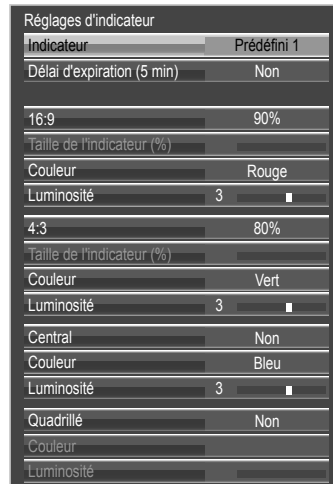 Réglages d'indicateur
Indicateur Prédéfini 1
Délai d'expiration (5 min) Non
16:9 90%
Taille de l'indicateur (%)
Couleur Rouge
Luminosité 3
4:3 80%
Taille de l'indicateur (%)
Couleur Vert
Luminosité 3
Central Non
Couleur Bleu
Luminosité 3
Quadrillé Non
Couleur
Luminosité